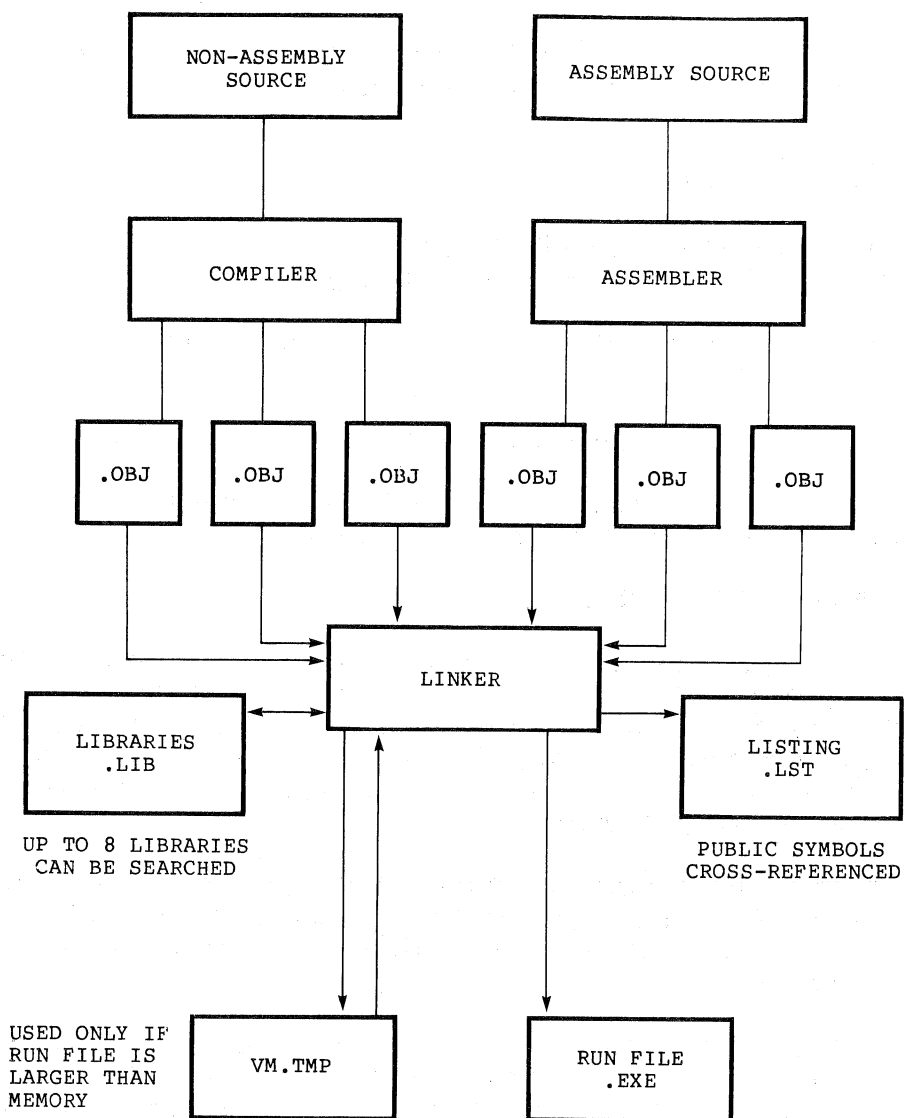 NON-ASSEMBLY
SOURCE
ASSEMBLY SOURCE
COMPILER
ASSEMBLER
.OBJ
.OBJ
.OBJ
.OBJ
.OBJ
.OBJ
LINKER
LIBRARIES
.LIB
LISTING
.LST
UP TO 8 LIBRARIES
CAN BE SEARCHED
PUBLIC SYMBOLS
CROSS-REFERENCED
USED ONLY IF
RUN FILE IS
LARGER THAN
MEMORY
VM.TMP
RUN FILE
.EXE